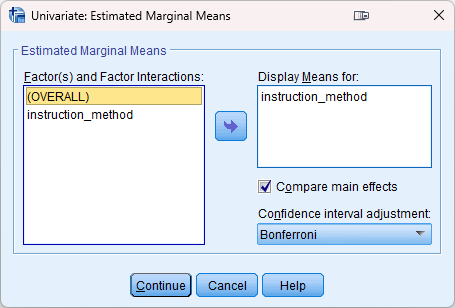 Univariate: Estimated Marginal Means
Estimated Marginal Means
Factor(s) and Factor Interactions:
(OVERALL)
instruction_method
Display Means for:
instruction_method
Compare main effects
Confidence interval adjustment:
Bonferroni
Continue
Cancel
Help